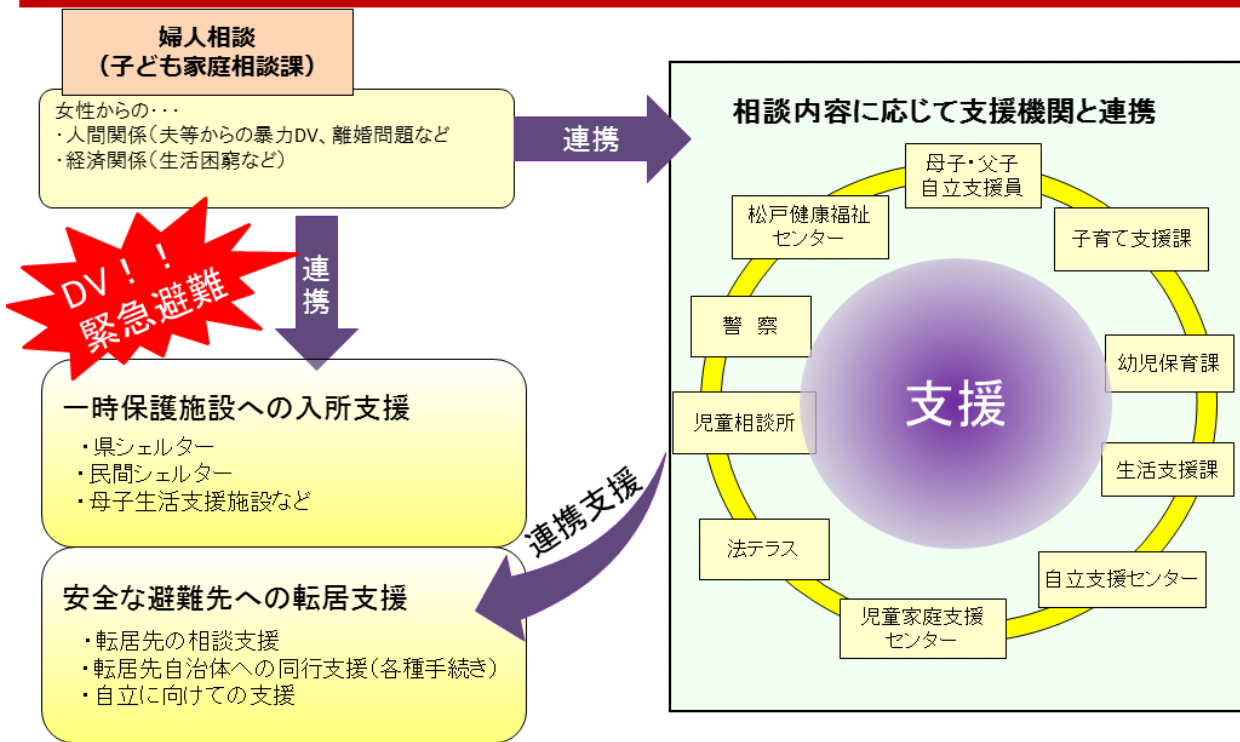 婦人相談
（子ども家庭相談課）
女性からの・・・
・人間関係（夫等からの暴力DV、離婚問題など
・経済関係（生活困窮など）
連携
DV！！
緊急避難
連携
一時保護施設への入所支援
・県シェルター
・民間シェルター
・母子生活支援施設など
安全な避難先への転居支援
・転居先の相談支援
・転居先自治体への同行支援（各種手続き）
・自立に向けての支援
連携支援
相談内容に応じて支援機関と連携
母子・父子
自立支援員
子育て支援課
幼児保育課
生活支援課
自立支援センター
児童家庭支援
センター
法テラス
児童相談所
警　察
松戸健康福祉
センター
支援